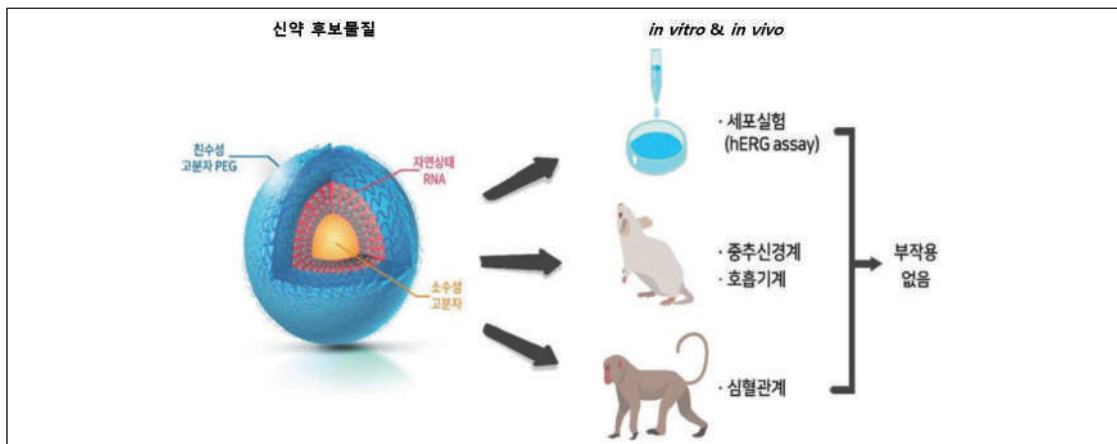 신약 후보물질
in vitro & in vivo
친수성
고분자 PEG
자연상태
RNA
소수성
고분자
· 세포실험
(hERG assay)
· 중추신경계
· 호흡기계
· 심혈관계
부작용
없음